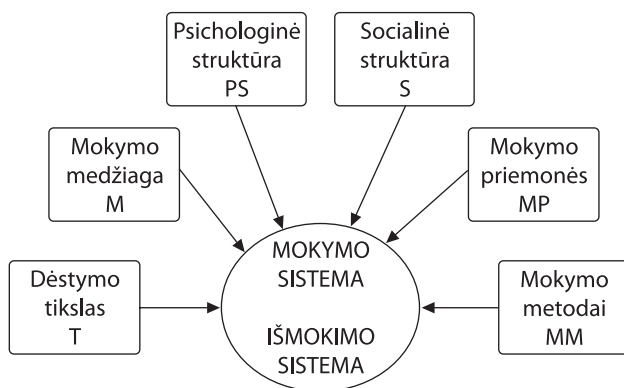 Psichologinė
struktūra
PS
Socialinė
struktūra
S
Mokymo
medžiaga
M
Mokymo
priemonės
MP
Dėstymo
tikslas
T
MOKYMO
SISTEMA
IŠMOKIMO
SISTEMA
Mokymo
metodai
MM